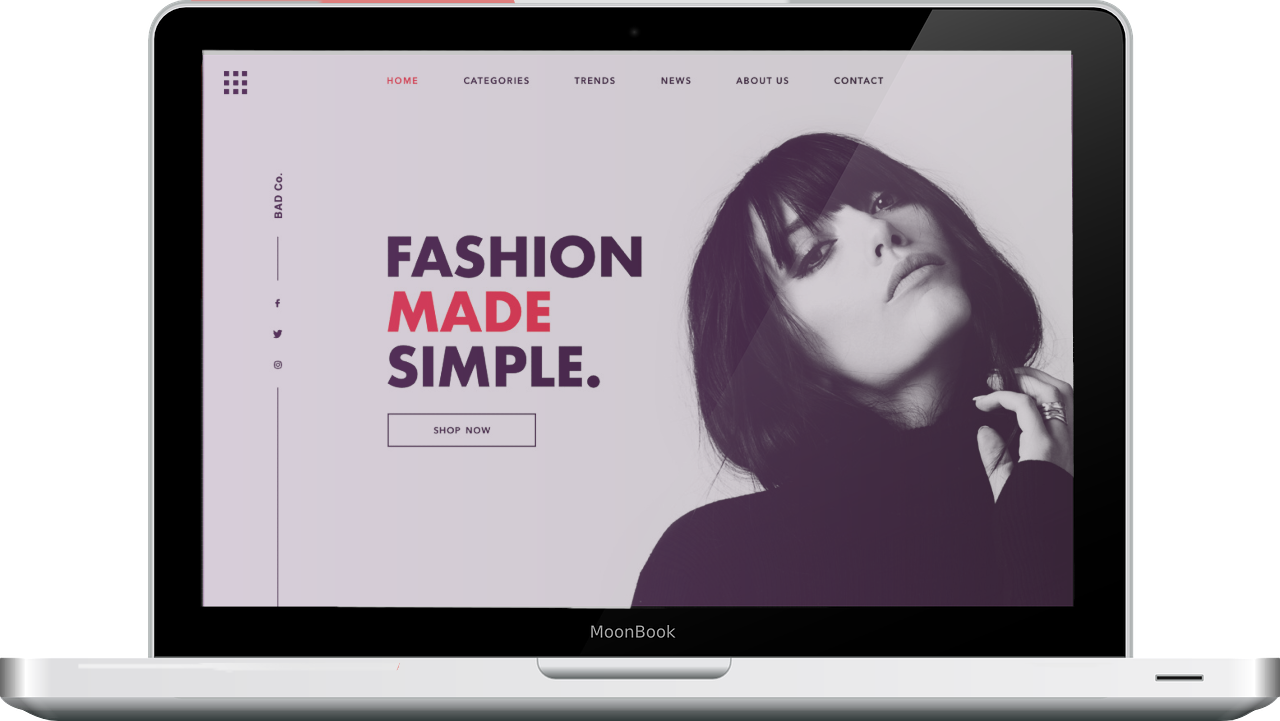 HOME CATEGORIES TRENDS NEWS ABOUT US CONTACT
BAD Co.
FASHION
MADE
SIMPLE.
SHOP NOW
MoonBook